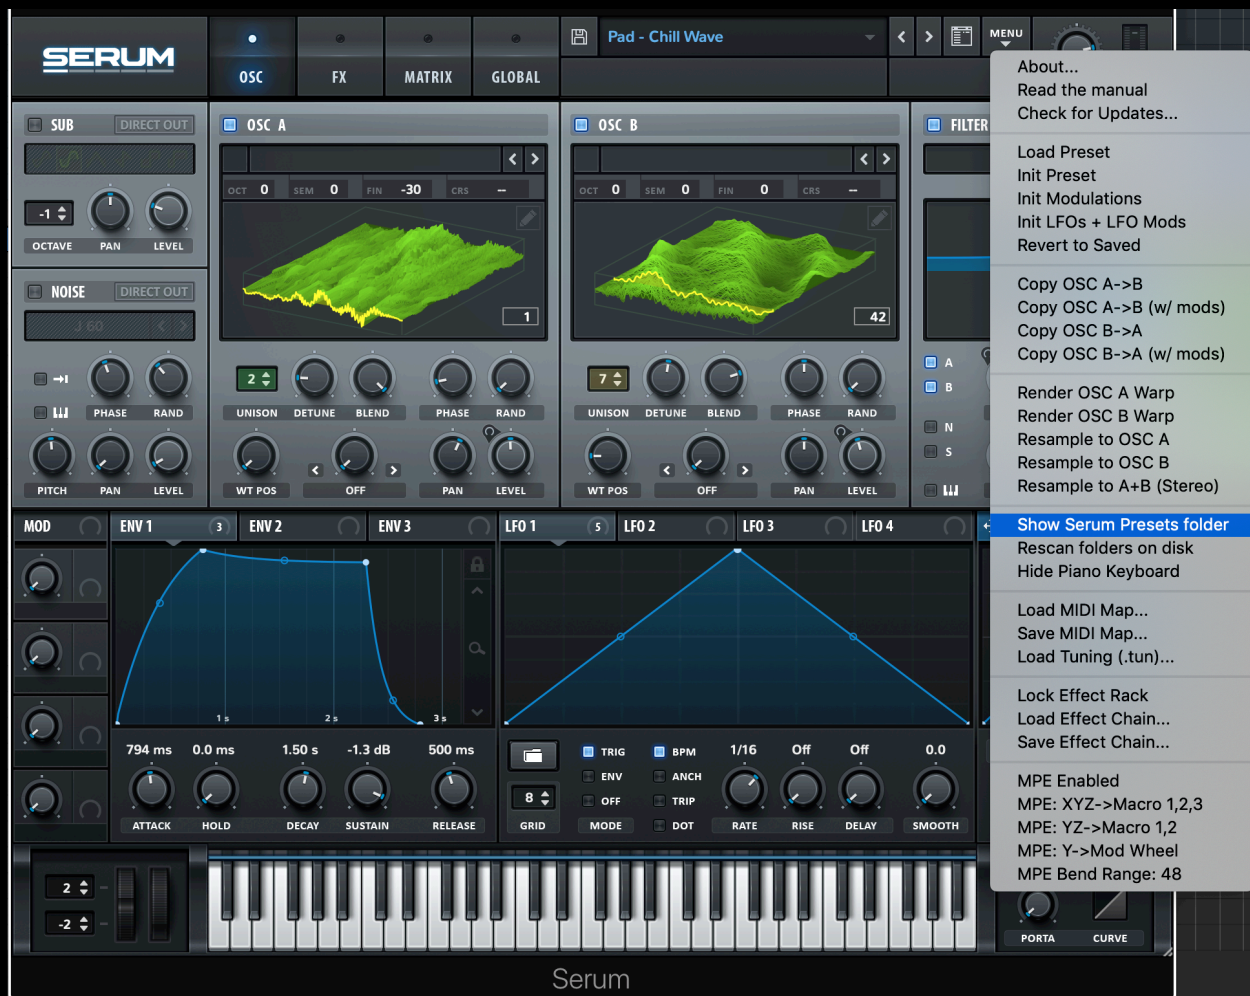 SERUM
OSC
FX
MATRIX
GLOBAL
Pad - Chill Wave
MENU
SUB
DIRECT OUT
-1
OCTAVE
PAN
LEVEL
NOISE
DIRECT OUT
J 60
PHASE
RAND
PITCH
PAN
LEVEL
OSC A
OCT 0 SEM 0 FIN -30 CRS --
1
2
UNISON
DETUNE
BLEND
PHASE
RAND
WT POS
OFF
PAN
LEVEL
OSC B
OCT 0 SEM 0 FIN 0 CRS --
42
7
UNISON
DETUNE
BLEND
PHASE
RAND
WT POS
OFF
PAN
LEVEL
FILTER
A
B
N
S
About...
Read the manual
Check for Updates...
Load Preset
Init Preset
Init Modulations
Init LFOs + LFO Mods
Revert to Saved
Copy OSC A->B
Copy OSC A->B (w/ mods)
Copy OSC B->A
Copy OSC B->A (w/ mods)
Render OSC A Warp
Render OSC B Warp
Resample to OSC A
Resample to OSC B
Resample to A+B (Stereo)
Show Serum Presets folder
Rescan folders on disk
Hide Piano Keyboard
Load MIDI Map...
Save MIDI Map...
Load Tuning (.tun)...
Lock Effect Rack
Load Effect Chain...
Save Effect Chain...
MPE Enabled
MPE: XYZ->Macro 1,2,3
MPE: YZ->Macro 1,2
MPE: Y->Mod Wheel
MPE Bend Range: 48
MOD
ENV 1 3
ENV 2
ENV 3
LFO 1 5
LFO 2
LFO 3
LFO 4
1 s
2 s
3 s
794 ms
0.0 ms
1.50 s
-1.3 dB
500 ms
ATTACK
HOLD
DECAY
SUSTAIN
RELEASE
8
GRID
TRIG
ENV
OFF
MODE
BPM
ANCH
TRIP
DOT
1/16
Off
Off
0.0
RATE
RISE
DELAY
SMOOTH
2
-2
PORTA
CURVE
Serum